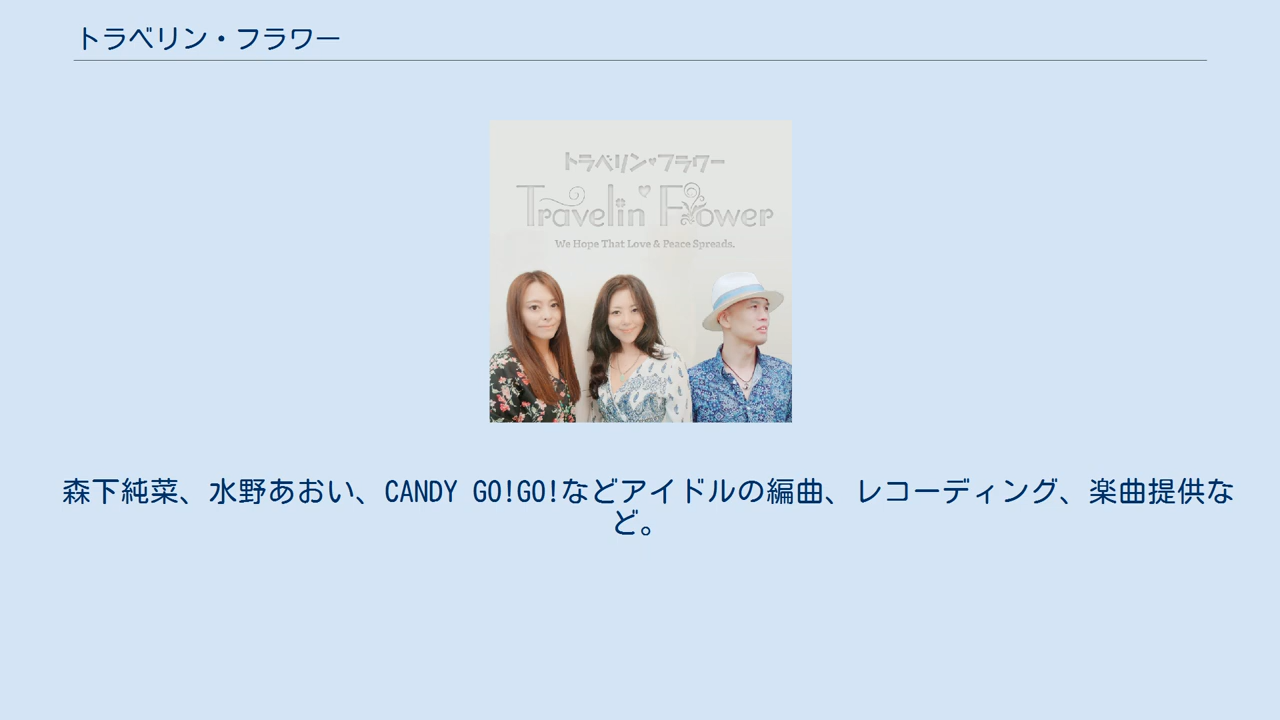 トラベリン・フラワー
トラベリン♥フラワー
Travelin' Flower
We Hope That Love & Peace Spreads.
森下純菜、水野あおい、CANDY GO!GO!などアイドルの編曲、レコーディング、楽曲提供な
ど。